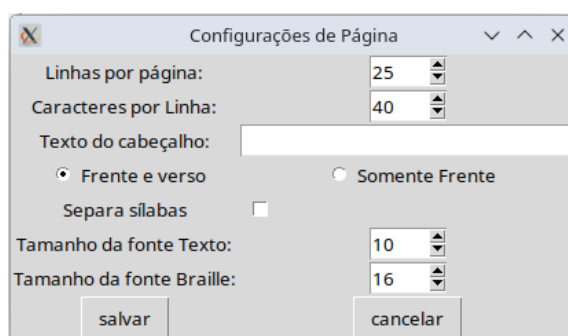 Configurações de Página
Linhas por página: 25
Caracteres por Linha: 40
Texto do cabeçalho:
Frente e verso Somente Frente
Separa sílabas
Tamanho da fonte Texto: 10
Tamanho da fonte Braille: 16
salvar cancelar